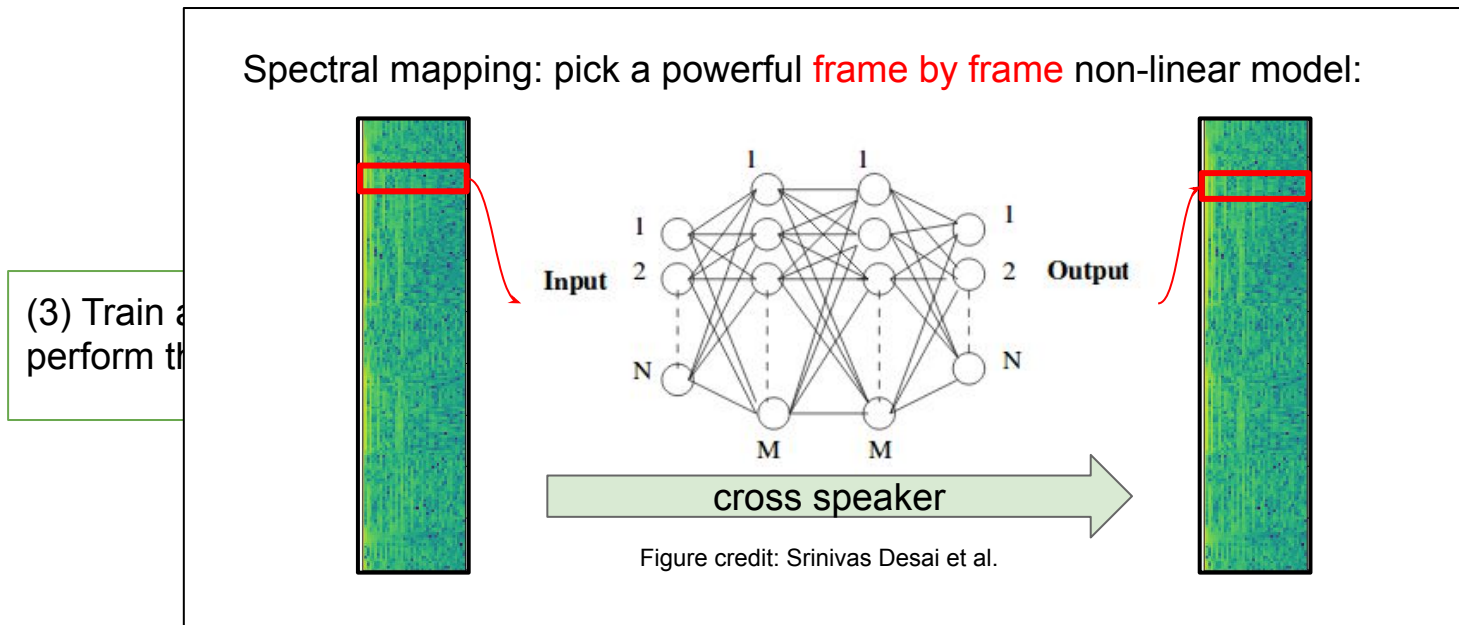 Spectral mapping: pick a powerful frame by frame non-linear model:
1 1
1 1
Input 2 2 Output
(3) Train
perform
N N
M M
cross speaker
Figure credit: Srinivas Desai et al.